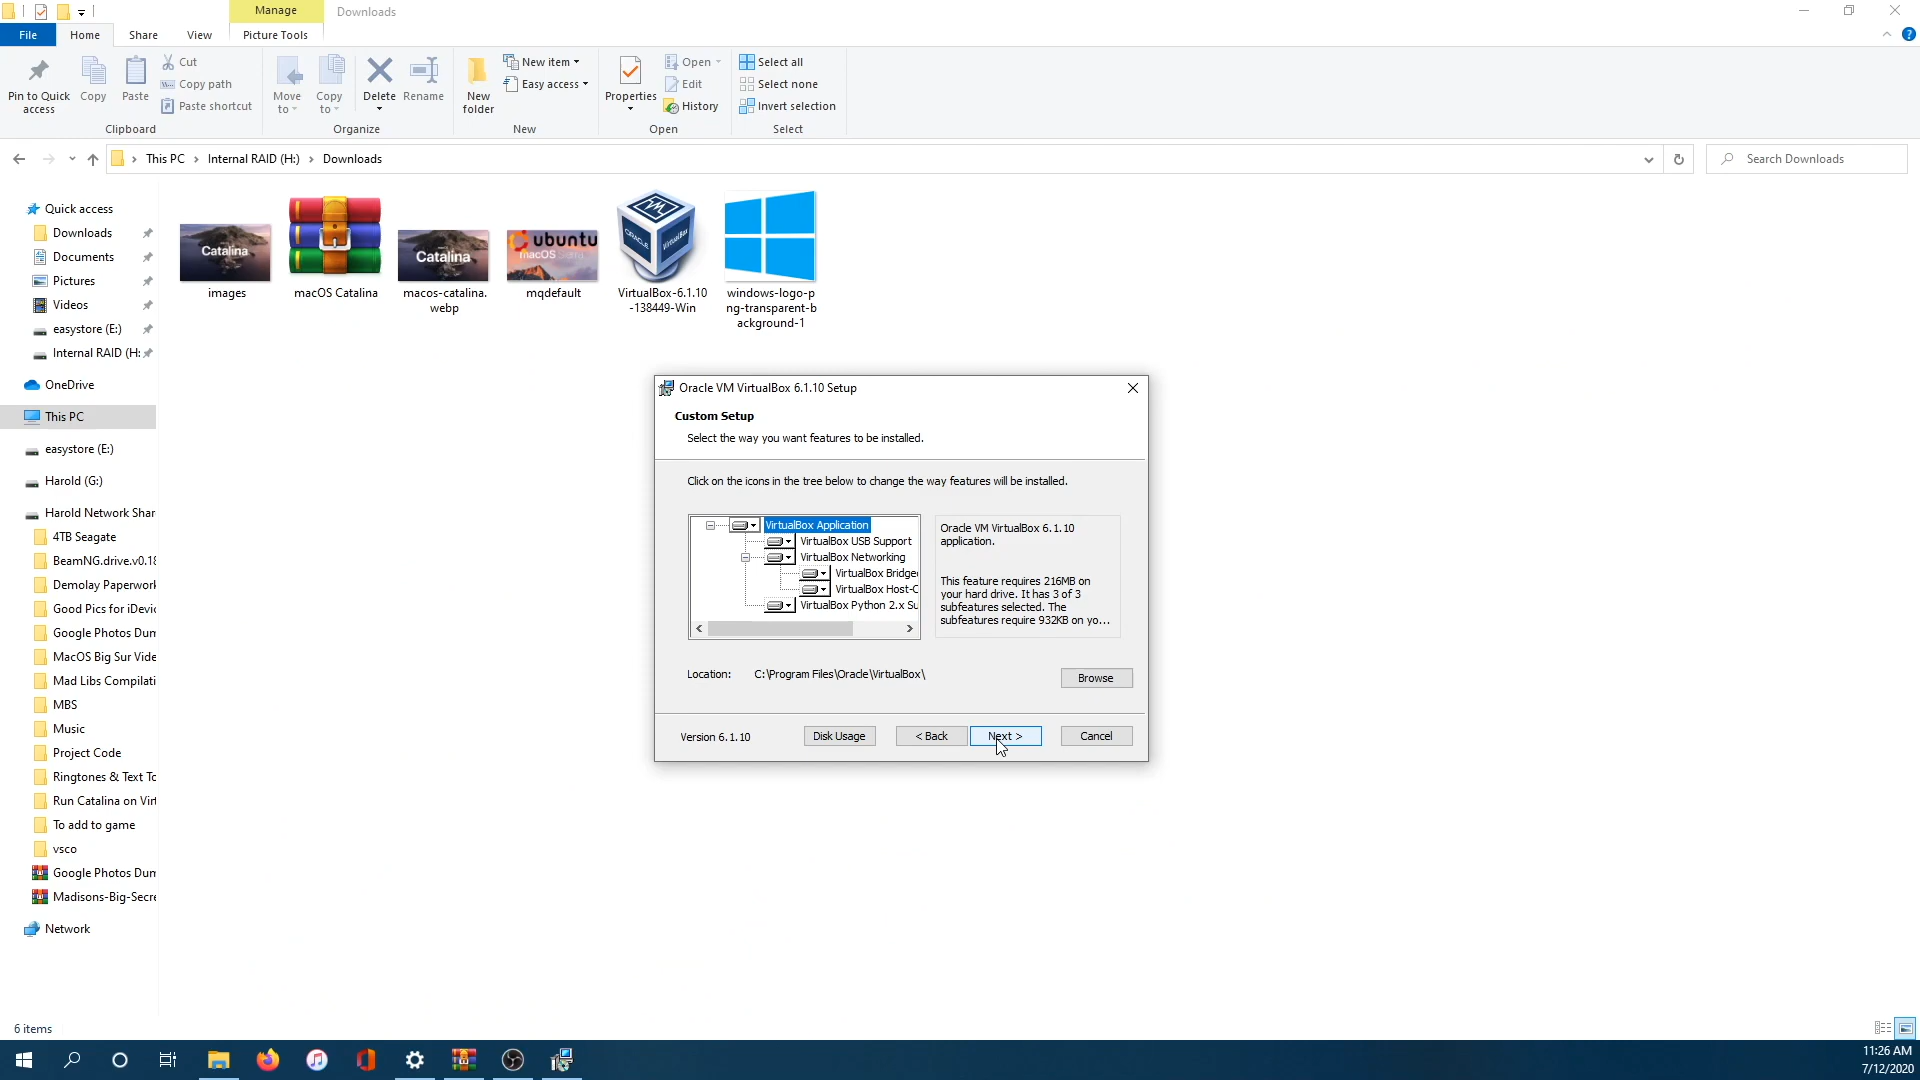 Manage
Downloads
File
Home
Share
View
Picture Tools
Pin to Quick
access
Copy
Paste
Cut
Copy path
Paste shortcut
Clipboard
Move
to
Copy
to
Delete
Rename
Organize
New
folder
New item
Easy access
New
Properties
Open
Edit
History
Open
Select all
Select none
Invert selection
Select
This PC
Internal RAID (H:)
Downloads
Search Downloads
Quick access
Downloads
Documents
Pictures
Videos
easystore (E:)
Internal RAID (H:
OneDrive
This PC
easystore (E:)
Harold (G:)
Harold Network Shar
4TB Seagate
BeamNG.drive.v0.18
Demolay Paperwork
Good Pics for iDevic
Google Photos Dum
MacOS Big Sur Vide
Mad Libs Compilati
MBS
Music
Project Code
Ringtones & Text To
Run Catalina on Virt
To add to game
vsco
Google Photos Dum
Madisons-Big-Secre
Network
Catalina
images
macOS Catalina
Catalina
macos-catalina.
webp
ubuntu
macOS Sierra
mqdefault
ORACLE
VirtualBox
VirtualBox-6.1.10
-138449-Win
windows-logo-p
ng-transparent-b
ackground-1
Oracle VM VirtualBox 6.1.10 Setup
Custom Setup
Select the way you want features to be installed.
Click on the icons in the tree below to change the way features will be installed.
VirtualBox Application
VirtualBox USB Support
VirtualBox Networking
VirtualBox Bridge
VirtualBox Host-C
VirtualBox Python 2.x Su
Oracle VM VirtualBox 6.1.10
application.
This feature requires 216MB on
your hard drive. It has 3 of 3
subfeatures selected. The
subfeatures require 932KB on yo...
Location:
C:\Program Files\Oracle\VirtualBox\
Browse
Version 6.1.10
Disk Usage
< Back
Next >
Cancel
6 items
11:26 AM
7/12/2020